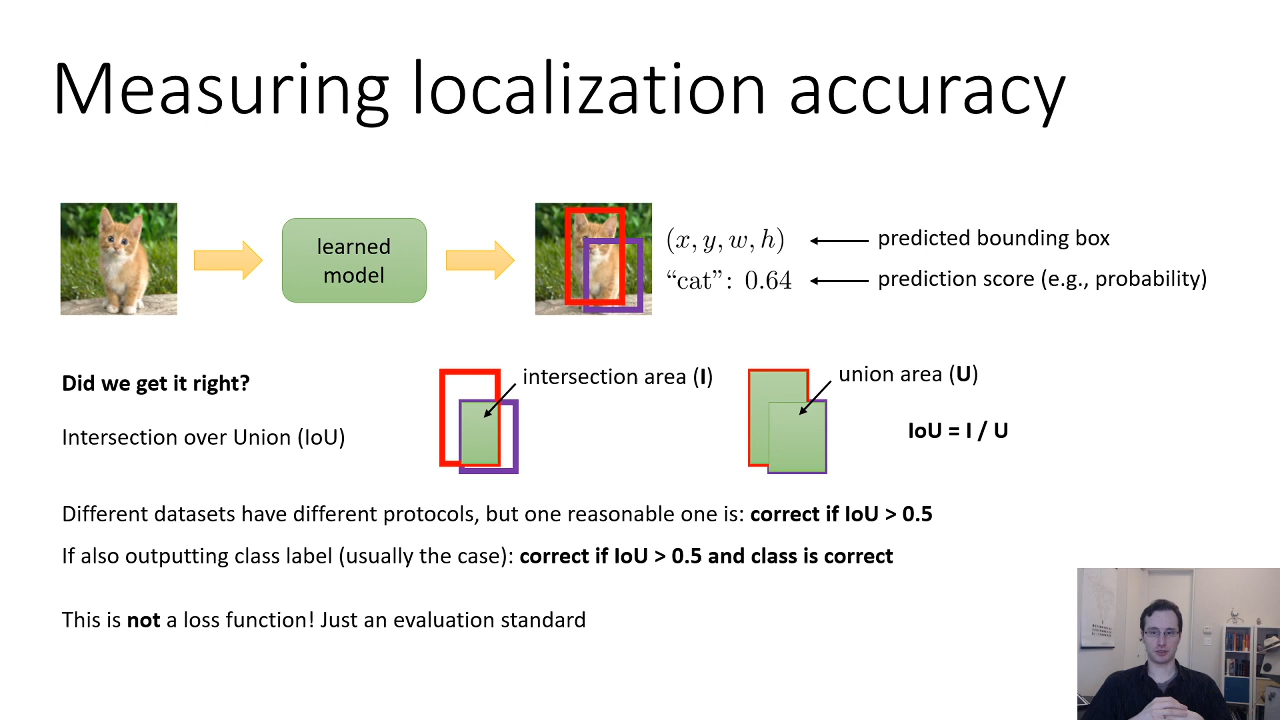 Measuring localization accuracy
learned
model
(x, y, w, h)
predicted bounding box
“cat”: 0.64
prediction score (e.g., probability)
Did we get it right?
intersection area (I)
union area (U)
Intersection over Union (IoU)
IoU = I / U
Different datasets have different protocols, but one reasonable one is: correct if IoU > 0.5
If also outputting class label (usually the case): correct if IoU > 0.5 and class is correct
This is not a loss function! Just an evaluation standard